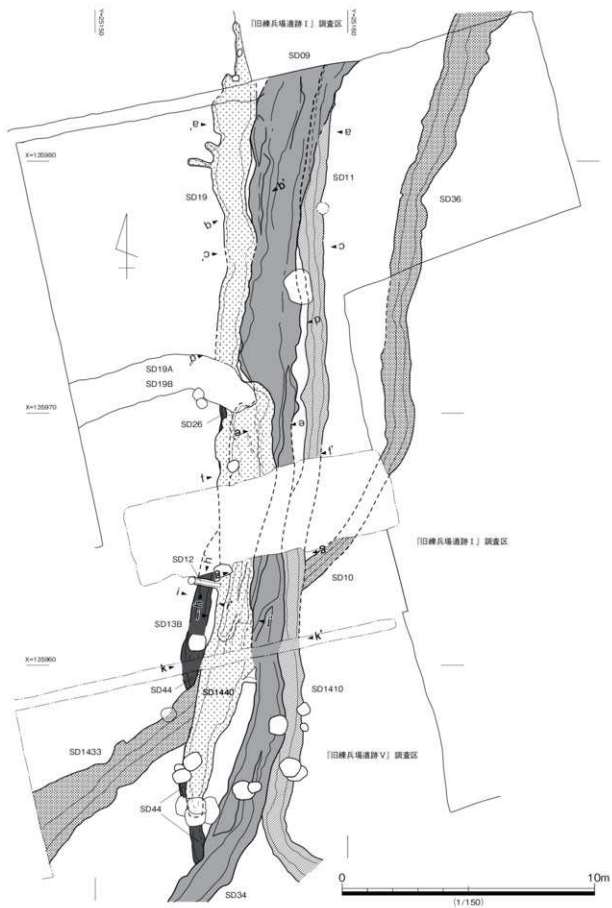 Y=25150
『旧練兵場遺跡Ⅰ』調査区
Y=25160
SD09
a'
a
X=135980
b'
SD11
SD19
SD36
b
c'
c
d
d'
SD19A
SD19B
X=135970
SD26
e'
e
f
f'
『旧練兵場遺跡Ⅰ』調査区
SD12
h
g
SD10
i
SD13B
k'
X=135960
k
SD44
SD1440
SD1410
SD1433
『旧練兵場遺跡Ⅴ』調査区
SD44
SD34
0
10m
(1/150)